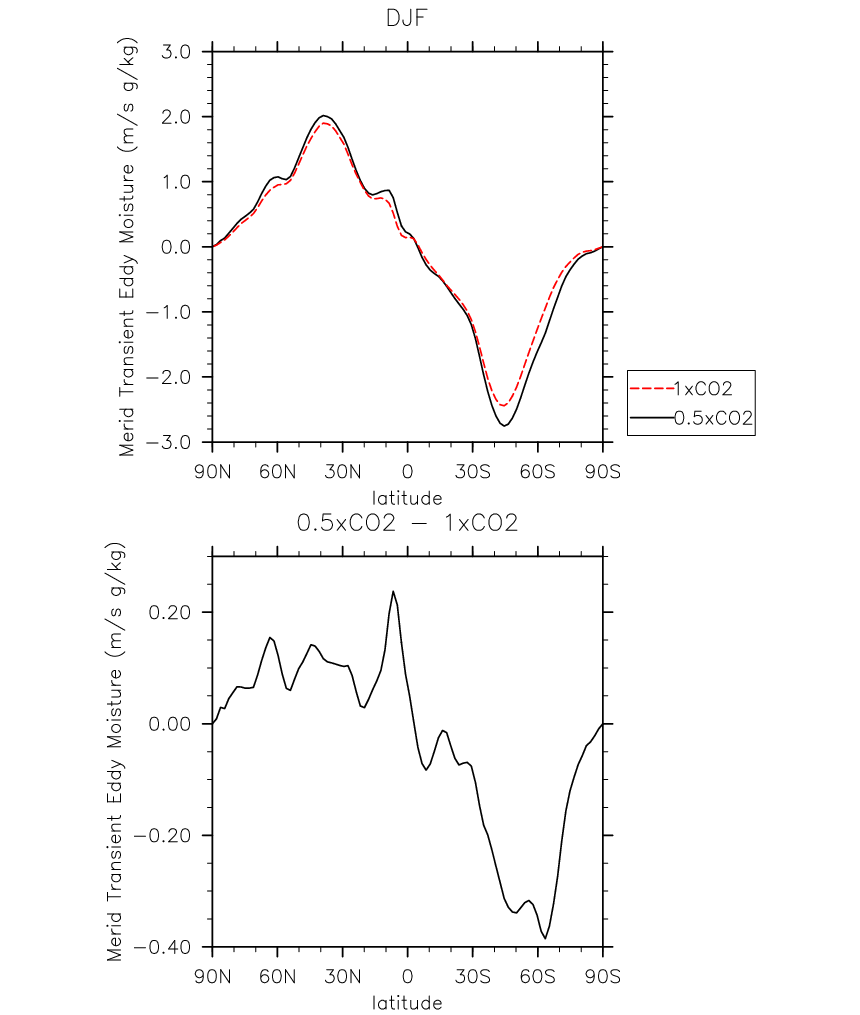 DJF
Merid Transient Eddy Moisture (m/s g/kg)
3.0
2.0
1.0
0.0
−1.0
−2.0
−3.0
90N 60N 30N 0 30S 60S 90S
latitude
1xCO2
0.5xCO2
0.5xCO2 − 1xCO2
Merid Transient Eddy Moisture (m/s g/kg)
0.20
0.00
−0.20
−0.40
90N 60N 30N 0 30S 60S 90S
latitude